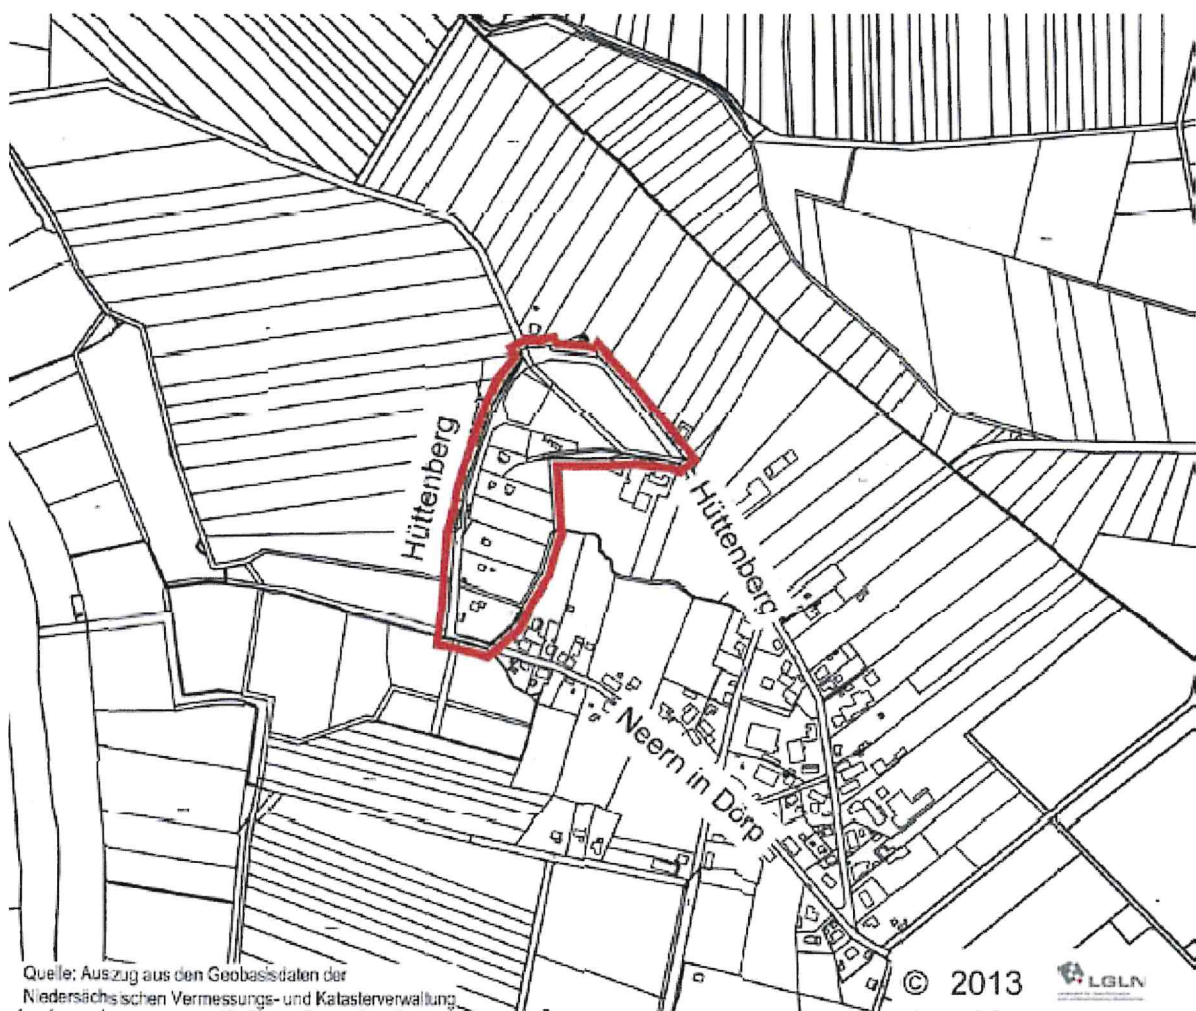 Hüttenberg
Hüttenberg
Neern in Dörp
Quelle: Auszug aus den Geobasisdaten der
Niedersächsischen Vermessungs- und Katasterverwaltung
© 2013
LGLN